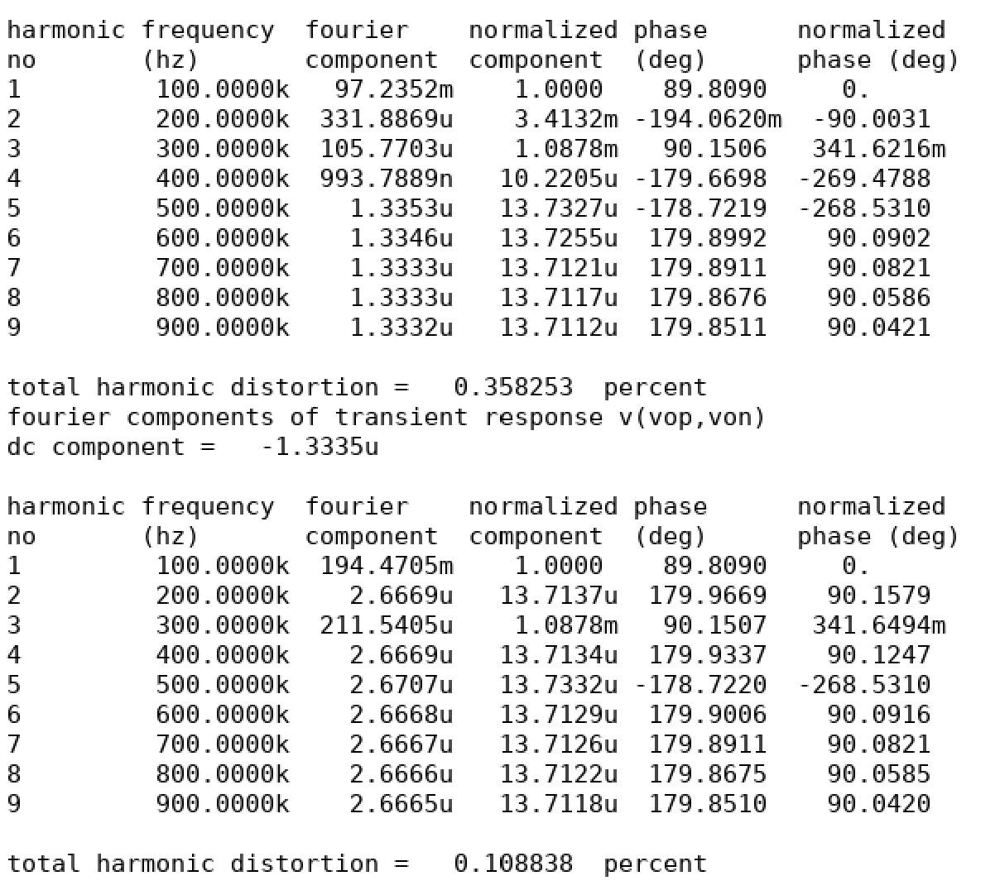 harmonic frequency  fourier    normalized phase      normalized
no       (hz)       component  component  (deg)      phase (deg)
1         100.0000k   97.2352m    1.0000    89.8090     0.
2         200.0000k 331.8869u    3.4132m -194.0620m  -90.0031
3         300.0000k 105.7703u    1.0878m   90.1506   341.6216m
4         400.0000k 993.7889n   10.2205u -179.6698  -269.4788
5         500.0000k   1.3353u   13.7327u -178.7219  -268.5310
6         600.0000k   1.3346u   13.7255u  179.8992    90.0902
7         700.0000k   1.3333u   13.7121u  179.8911    90.0821
8         800.0000k   1.3333u   13.7117u  179.8676    90.0586
9         900.0000k   1.3332u   13.7112u  179.8511    90.0421
total harmonic distortion =   0.358253  percent
fourier components of transient response v(vop,von)
dc component =   -1.3335u
harmonic frequency  fourier    normalized phase      normalized
no       (hz)       component  component  (deg)      phase (deg)
1         100.0000k 194.4705m    1.0000    89.8090     0.
2         200.0000k   2.6669u   13.7137u  179.9669    90.1579
3         300.0000k 211.5405u    1.0878m   90.1507   341.6494m
4         400.0000k   2.6669u   13.7134u  179.9337    90.1247
5         500.0000k   2.6707u   13.7332u -178.7220  -268.5310
6         600.0000k   2.6668u   13.7129u  179.9006    90.0916
7         700.0000k   2.6667u   13.7126u  179.8911    90.0821
8         800.0000k   2.6666u   13.7122u  179.8675    90.0585
9         900.0000k   2.6665u   13.7118u  179.8510    90.0420
total harmonic distortion =   0.108838  percent